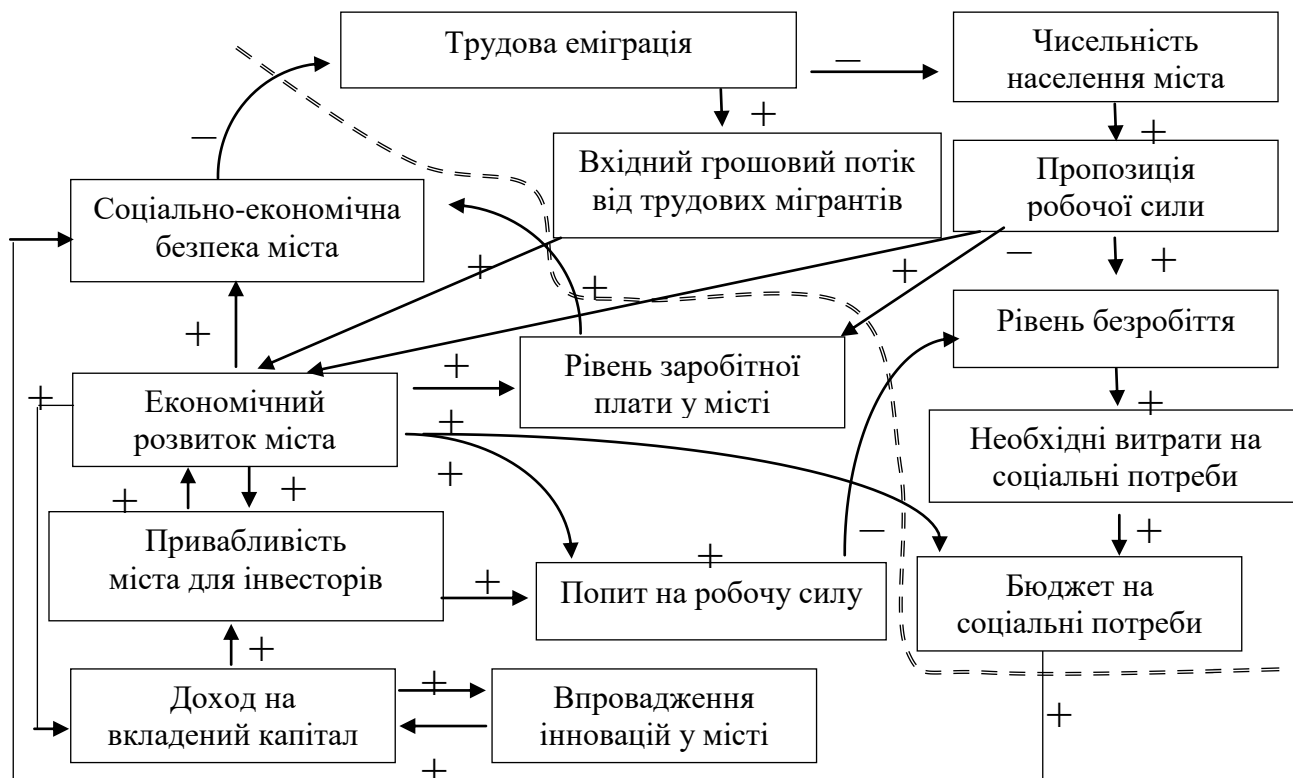 Трудова еміграція
Чисельність
населення міста
–
+
+
–
Вхідний грошовий потік
від трудових мігрантів
Пропозиція
робочої сили
Соціально-економічна
безпека міста
+
+
+
–
+
+
Рівень безробіття
Рівень заробітної
плати у місті
+
+
Економічний
розвиток міста
+
+
+
Необхідні витрати на
соціальні потреби
+
+
Привабливість
міста для інвесторів
–
+
+
+
Попит на робочу силу
Бюджет на
соціальні потреби
+
Доход на
вкладений капітал
+
Впровадження
інновацій у місті
+
+